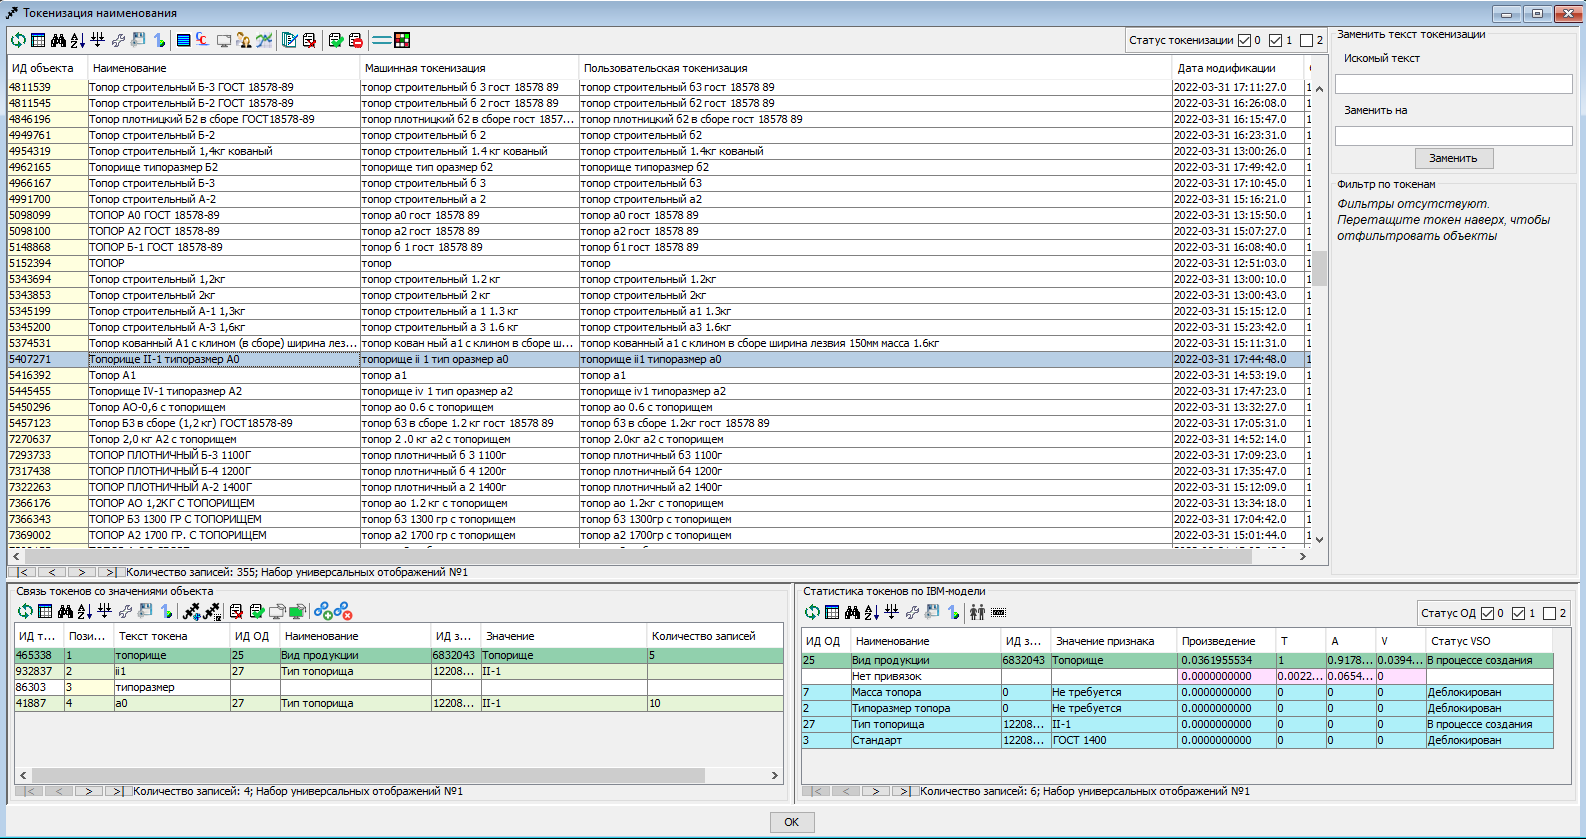 Токенизация наименования
Статус токенизации 0 1 2
ИД объекта Наименование Машинная токенизация Пользовательская токенизация Дата модификации
4811539 Топор строительный Б-3 ГОСТ 18578-89 топор строительный б 3 гост 18578 89 топор строительный б3 гост 18578 89 2022-03-31 17:11:27.0 1
4811545 Топор строительный Б-2 ГОСТ 18578-89 топор строительный б 2 гост 18578 89 топор строительный б2 гост 18578 89 2022-03-31 16:26:08.0 1
4846196 Топор плотницкий Б2 в сборе ГОСТ18578-89 топор плотницкий б2 в сборе гост 1857... топор плотницкий б2 в сборе гост 18578 89 2022-03-31 16:15:47.0 1
4949761 Топор строительный Б-2 топор строительный б 2 топор строительный б2 2022-03-31 16:23:31.0 1
4954319 Топор строительный 1,4кг кованый топор строительный 1.4 кг кованый топор строительный 1.4кг кованый 2022-03-31 13:00:26.0 1
4962165 Топорище типоразмер Б2 топорище тип оразмер б2 топорище типоразмер б2 2022-03-31 17:49:42.0 1
4966167 Топор строительный Б-3 топор строительный б 3 топор строительный б3 2022-03-31 17:10:45.0 1
4991700 Топор строительный А-2 топор строительный а 2 топор строительный а2 2022-03-31 15:16:21.0 1
5098099 ТОПОР А0 ГОСТ 18578-89 топор а0 гост 18578 89 топор а0 гост 18578 89 2022-03-31 13:15:50.0 1
5098100 ТОПОР А2 ГОСТ 18578-89 топор а2 гост 18578 89 топор а2 гост 18578 89 2022-03-31 15:07:27.0 1
5148868 ТОПОР Б-1 ГОСТ 18578-89 топор б 1 гост 18578 89 топор б1 гост 18578 89 2022-03-31 16:08:40.0 1
5152394 ТОПОР топор топор 2022-03-31 12:51:03.0 1
5343694 Топор строительный 1,2кг топор строительный 1.2 кг топор строительный 1.2кг 2022-03-31 13:00:10.0 1
5343853 Топор строительный 2кг топор строительный 2 кг топор строительный 2кг 2022-03-31 13:00:43.0 1
5345199 Топор строительный А-1 1,3кг топор строительный а 1 1.3 кг топор строительный а1 1.3кг 2022-03-31 15:15:12.0 1
5345200 Топор строительный А-3 1,6кг топор строительный а 3 1.6 кг топор строительный а3 1.6кг 2022-03-31 15:23:42.0 1
5374531 Топор кованный А1 с клином (в сборе) ширина лез... топор кован ный а1 с клином в сборе ш... топор кованный а1 с клином в сборе ширина лезвия 150мм масса 1.6кг 2022-03-31 15:11:31.0 1
5407271 Топорище II-1 типоразмер А0 топорище ii 1 тип оразмер а0 топорище ii1 типоразмер а0 2022-03-31 17:44:48.0 1
5416392 Топор А1 топор а1 топор а1 2022-03-31 14:53:19.0 1
5445455 Топорище IV-1 типоразмер А2 топорище iv 1 тип оразмер а2 топорище iv1 типоразмер а2 2022-03-31 17:47:23.0 1
5450296 Топор АО-0,6 с топорищем топор ао 0.6 с топорищем топор ао 0.6 с топорищем 2022-03-31 13:32:27.0 1
5457123 Топор Б3 в сборе (1,2 кг) ГОСТ18578-89 топор б3 в сборе 1.2 кг гост 18578 89 топор б3 в сборе 1.2кг гост 18578 89 2022-03-31 17:05:31.0 1
7270637 Топор 2,0 кг А2 с топорищем топор 2 .0 кг а2 с топорищем топор 2.0кг а2 с топорищем 2022-03-31 14:52:14.0 1
7293733 ТОПОР ПЛОТНИЧНЫЙ Б-3 1100Г топор плотничный б 3 1100г топор плотничный б3 1100г 2022-03-31 17:09:23.0 1
7317438 ТОПОР ПЛОТНИЧНЫЙ Б-4 1200Г топор плотничный б 4 1200г топор плотничный б4 1200г 2022-03-31 17:35:47.0 1
7322263 ТОПОР ПЛОТНИЧНЫЙ А-2 1400Г топор плотничный а 2 1400г топор плотничный а2 1400г 2022-03-31 15:12:09.0 1
7366176 ТОПОР АО 1,2КГ С ТОПОРИЩЕМ топор ао 1.2 кг с топорищем топор ао 1.2кг с топорищем 2022-03-31 13:34:18.0 1
7366343 ТОПОР Б3 1300 ГР С ТОПОРИЩЕМ топор б3 1300 гр с топорищем топор б3 1300гр с топорищем 2022-03-31 17:04:42.0 1
7369002 ТОПОР А2 1700 ГР. С ТОПОРИЩЕМ топор а2 1700 гр с топорищем топор а2 1700гр с топорищем 2022-03-31 15:01:44.0 1
Количество записей: 355; Набор универсальных отображений №1
Заменить текст токенизации
Искомый текст
Заменить на
Заменить
Фильтр по токенам
Фильтры отсутствуют.
Перетащите токен наверх, чтобы
отфильтровать объекты
Связь токенов со значениями объекта
ИД т... Пози... Текст токена ИД ОД Наименование ИД з... Значение Количество записей
465338 1 топорище 25 Вид продукции 6832043 Топорище 5
932837 2 ii1 27 Тип топорища 12208... II-1
86303 3 типоразмер
41887 4 а0 27 Тип топорища 12208... II-1 10
Количество записей: 4; Набор универсальных отображений №1
Статистика токенов по IBM-модели
Статус ОД 0 1 2
ИД ОД Наименование ИД з... Значение признака Произведение T A V Статус VSO
25 Вид продукции 6832043 Топорище 0.0361955534 1 0.9178... 0.0394... В процессе создания
Нет привязок 0.0000000000 0.0022... 0.0654... 0
7 Масса топора 0 Не требуется 0.0000000000 0 0 0 Деблокирован
2 Типоразмер топора 0 Не требуется 0.0000000000 0 0 0 Деблокирован
27 Тип топорища 12208... II-1 0.0000000000 0 0 0 В процессе создания
3 Стандарт 12208... ГОСТ 1400 0.0000000000 0 0 0 Деблокирован
Количество записей: 6; Набор универсальных отображений №1
OK